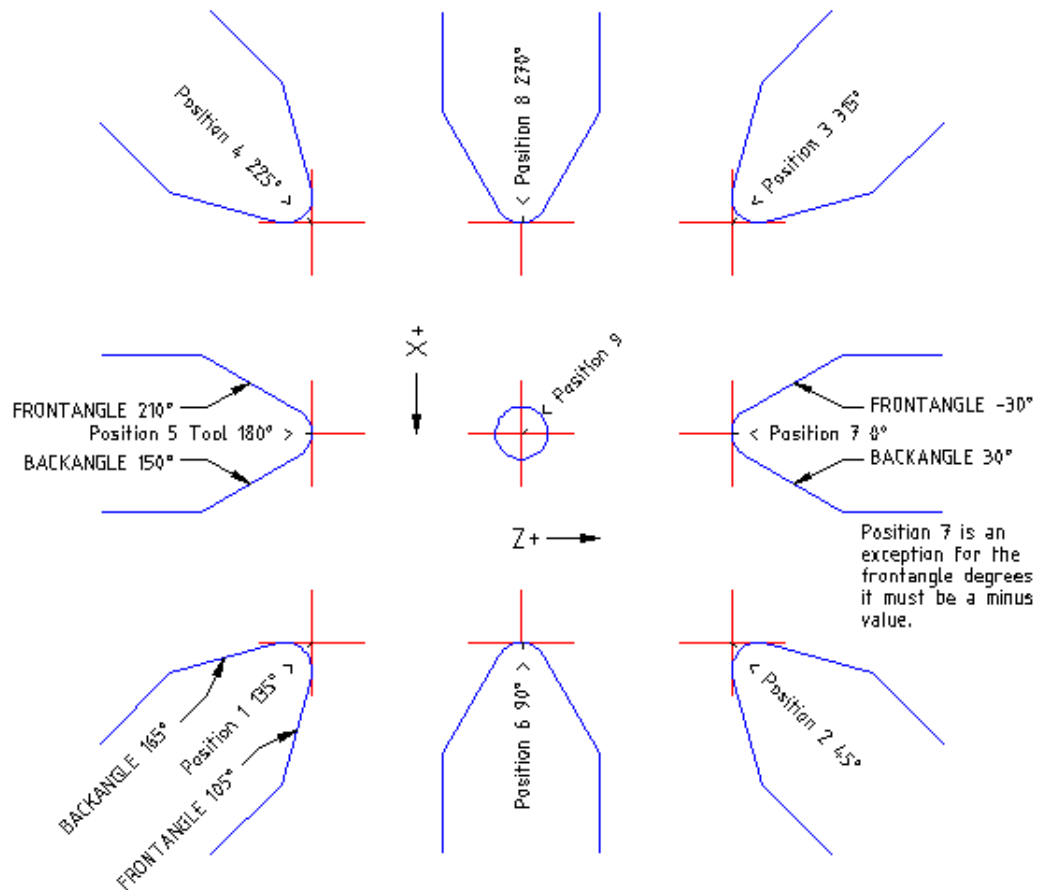 Position 4 225°
Position 8 270°
Position 3 315°
X+
Position 9
FRONTANGLE 210°
Position 5 Tool 180°
BACKANGLE 150°
FRONTANGLE -30°
Position 7 0°
BACKANGLE 30°
Z+
Position 7 is an
exception for the
frontangle degrees
it must be a minus
value.
BACKANGLE 165°
Position 1 135°
FRONTANGLE 105°
Position 6 90°
Position 2 45°